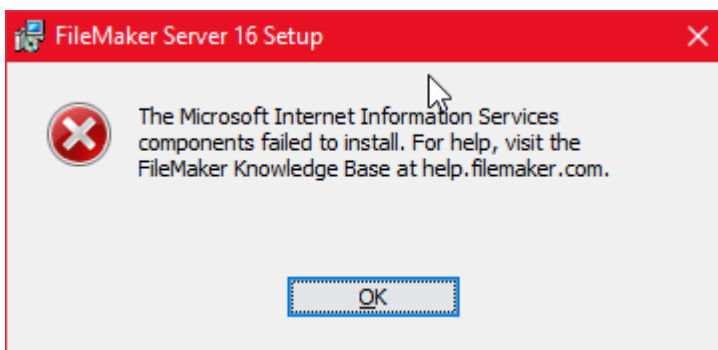 FileMaker Server 16 Setup
The Microsoft Internet Information Services
components failed to install. For help, visit the
FileMaker Knowledge Base at help.filemaker.com.
OK